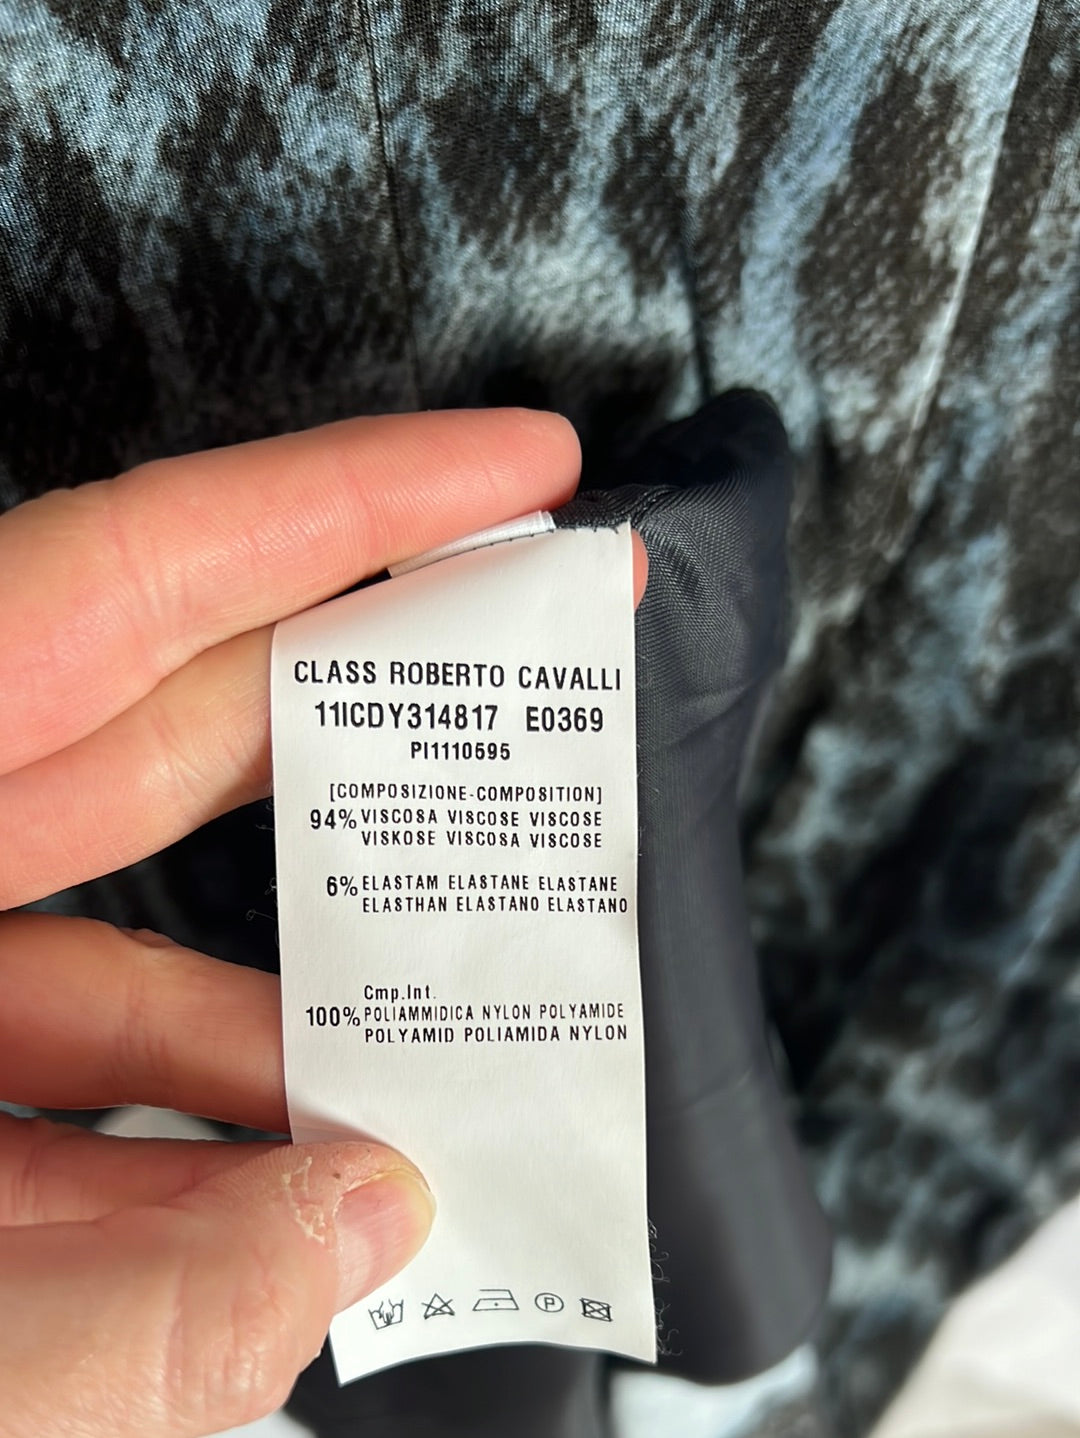 CLASS ROBERTO CAVALLI
11ICDY314817 E0369
PI1110595
[COMPOSIZIONE-COMPOSITION]
94% VISCOSA VISCOSE VISCOSE
VISKOSE VISCOSA VISCOSE
6% ELASTAM ELASTANE ELASTANE
ELASTHAN ELASTANO ELASTANO
Cmp.Int.
100% POLIAMMIDICA NYLON POLYAMIDE
POLYAMID POLIAMIDA NYLON
P